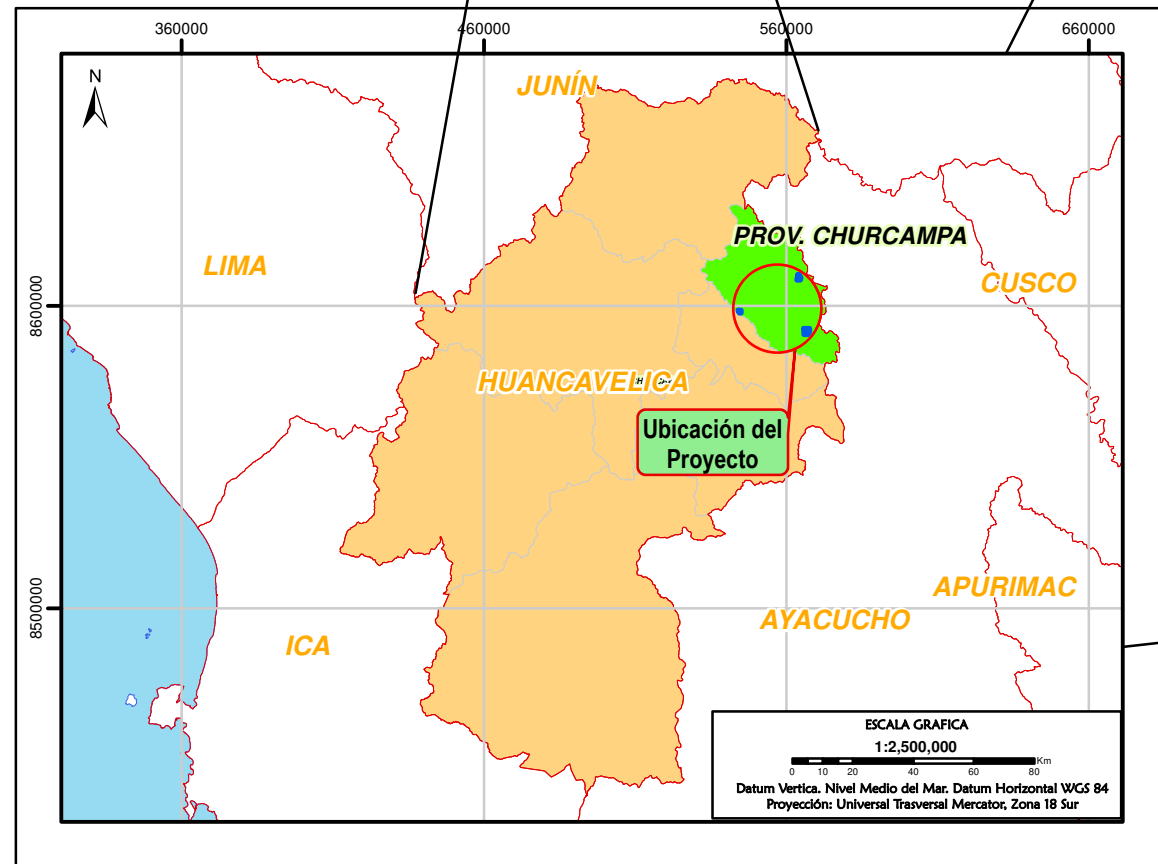 360000
460000
560000
660000
N
JUNÍN
PROV. CHURCAMPA
LIMA
CUSCO
8600000
HUANCAVELICA
Ubicación del
Proyecto
APURIMAC
8500000
AYACUCHO
ICA
ESCALA GRAFICA
1:2,500,000
Km
0 10 20 40 60 80
Datum Vertica. Nivel Medio del Mar. Datum Horizontal WGS 84
Proyección: Universal Trasversal Mercator, Zona 18 Sur